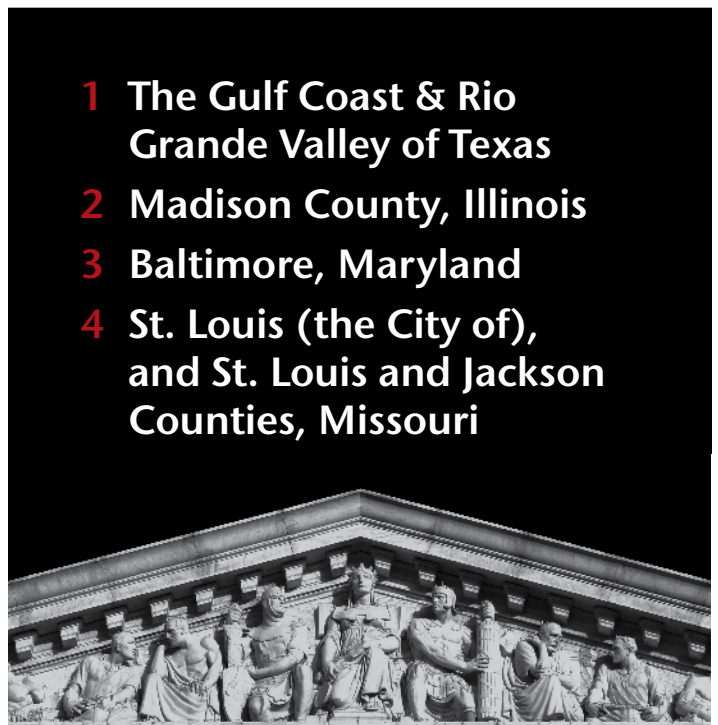 1 The Gulf Coast & Rio
Grande Valley of Texas
2 Madison County, Illinois
3 Baltimore, Maryland
4 St. Louis (the City of),
and St. Louis and Jackson
Counties, Missouri